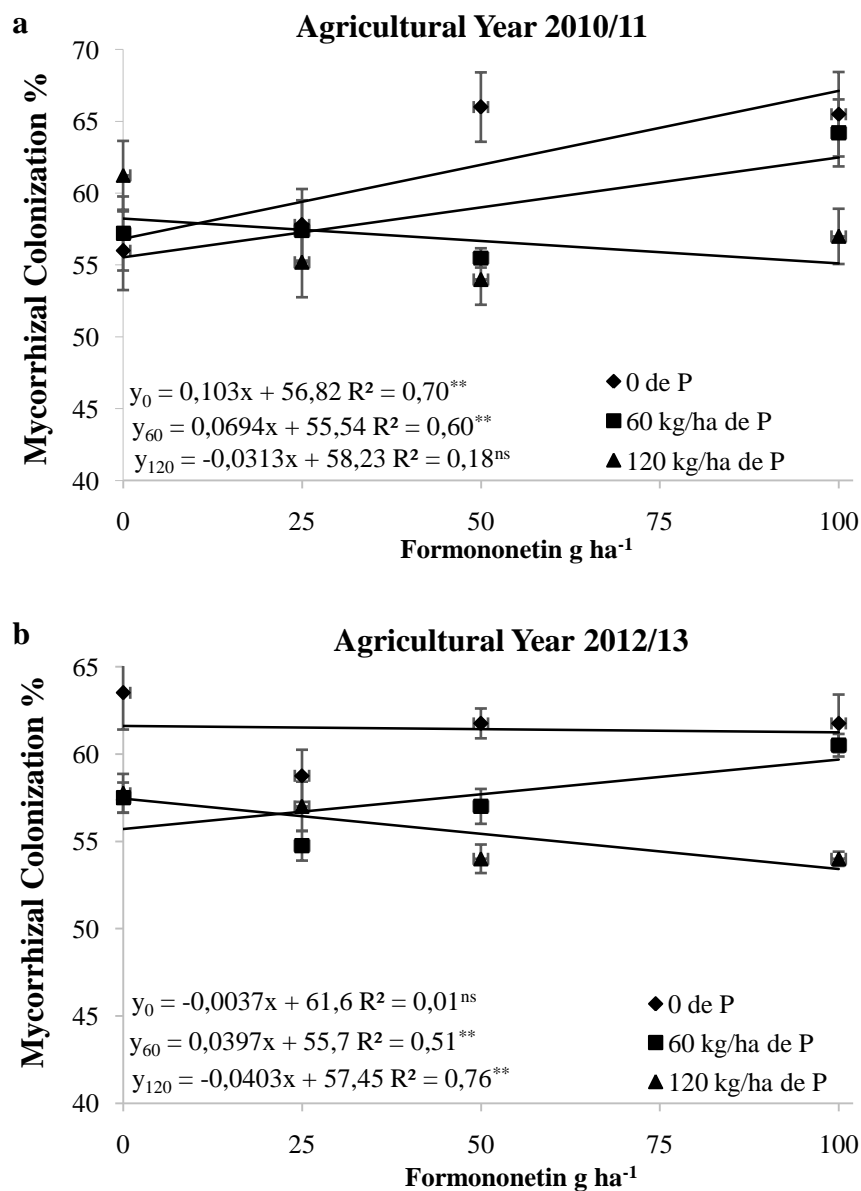 a
Agricultural Year 2010/11
Mycorrhizal Colonization %
70
65
60
55
50
45
40
y₀ = 0,103x + 56,82 R² = 0,70**
y₆₀ = 0,0694x + 55,54 R² = 0,60**
y₁₂₀ = -0,0313x + 58,23 R² = 0,18ⁿˢ
0 de P
60 kg/ha de P
120 kg/ha de P
0 25 50 75 100
Formononetin g ha⁻¹
b
Agricultural Year 2012/13
Mycorrhizal Colonization %
65
60
55
50
45
40
y₀ = -0,0037x + 61,6 R² = 0,01ⁿˢ
y₆₀ = 0,0397x + 55,7 R² = 0,51**
y₁₂₀ = -0,0403x + 57,45 R² = 0,76**
0 de P
60 kg/ha de P
120 kg/ha de P
0 25 50 75 100
Formononetin g ha⁻¹